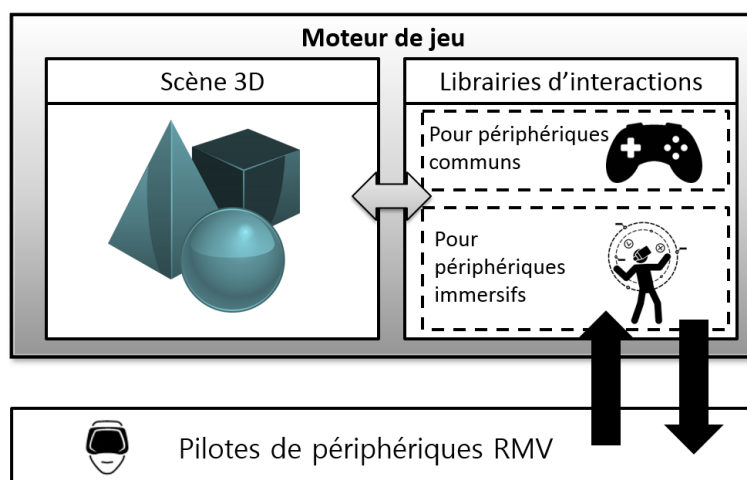 Moteur de jeu
Scène 3D
Librairies d’interactions
Pour périphériques
communs
Pour
périphériques
immersifs
Pilotes de périphériques RMV